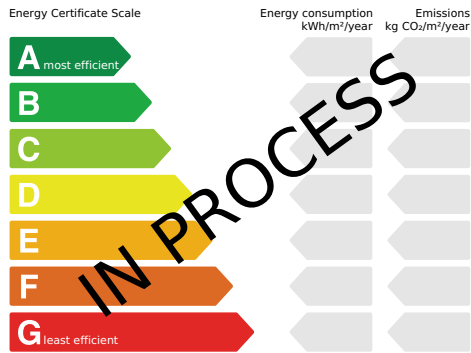 Energy Certificate Scale
Energy consumption
kWh/m²/year
Emissions
kg CO₂/m²/year
A most efficient
B
C
D
E
F
G least efficient
IN PROCESS